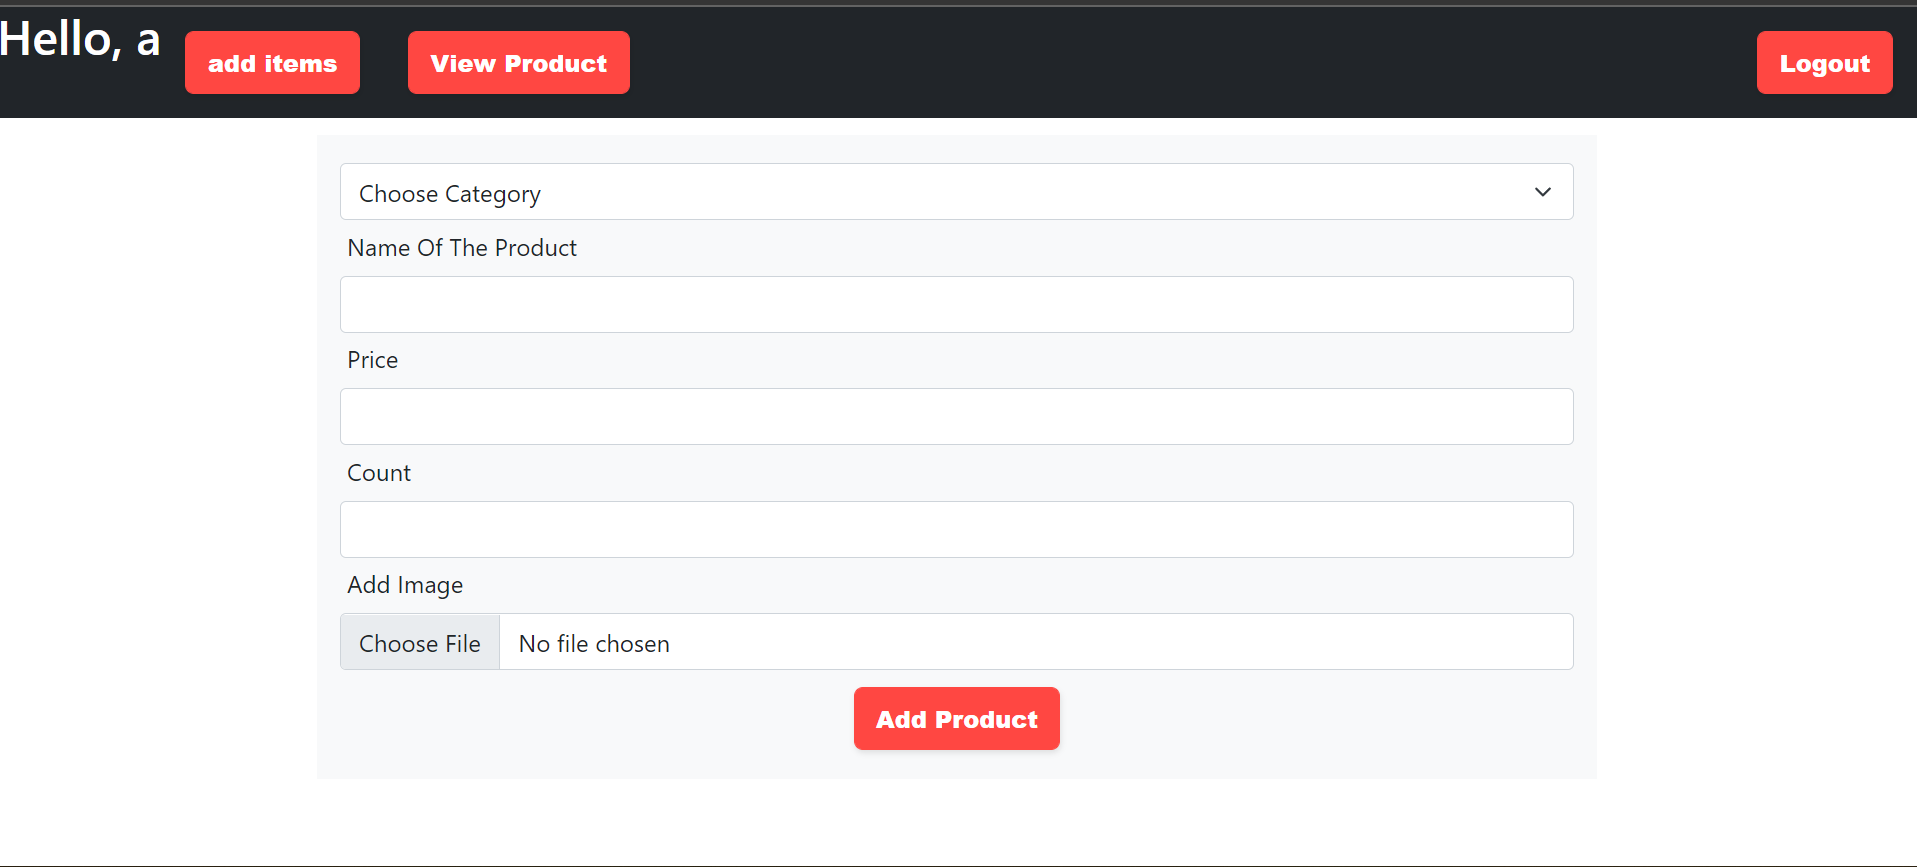 Hello, a add items View Product Logout
Choose Category
Name Of The Product
Price
Count
Add Image
Choose File No file chosen
Add Product